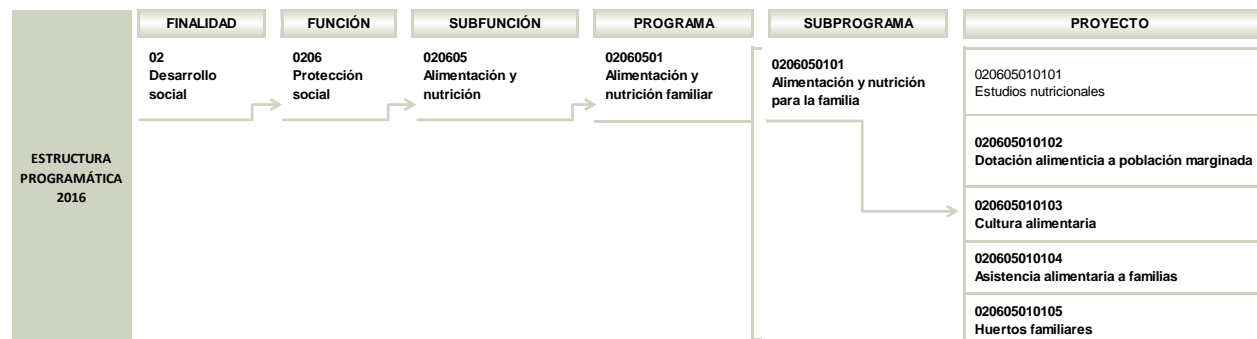 FINALIDAD
FUNCIÓN
SUBFUNCIÓN
PROGRAMA
SUBPROGRAMA
PROYECTO
ESTRUCTURA
PROGRAMÁTICA
2016
02
Desarrollo
social
0206
Protección
social
020605
Alimentación y
nutrición
02060501
Alimentación y
nutrición familiar
0206050101
Alimentación y nutrición
para la familia
020605010101
Estudios nutricionales
020605010102
Dotación alimenticia a población marginada
020605010103
Cultura alimentaria
020605010104
Asistencia alimentaria a familias
020605010105
Huertos familiares